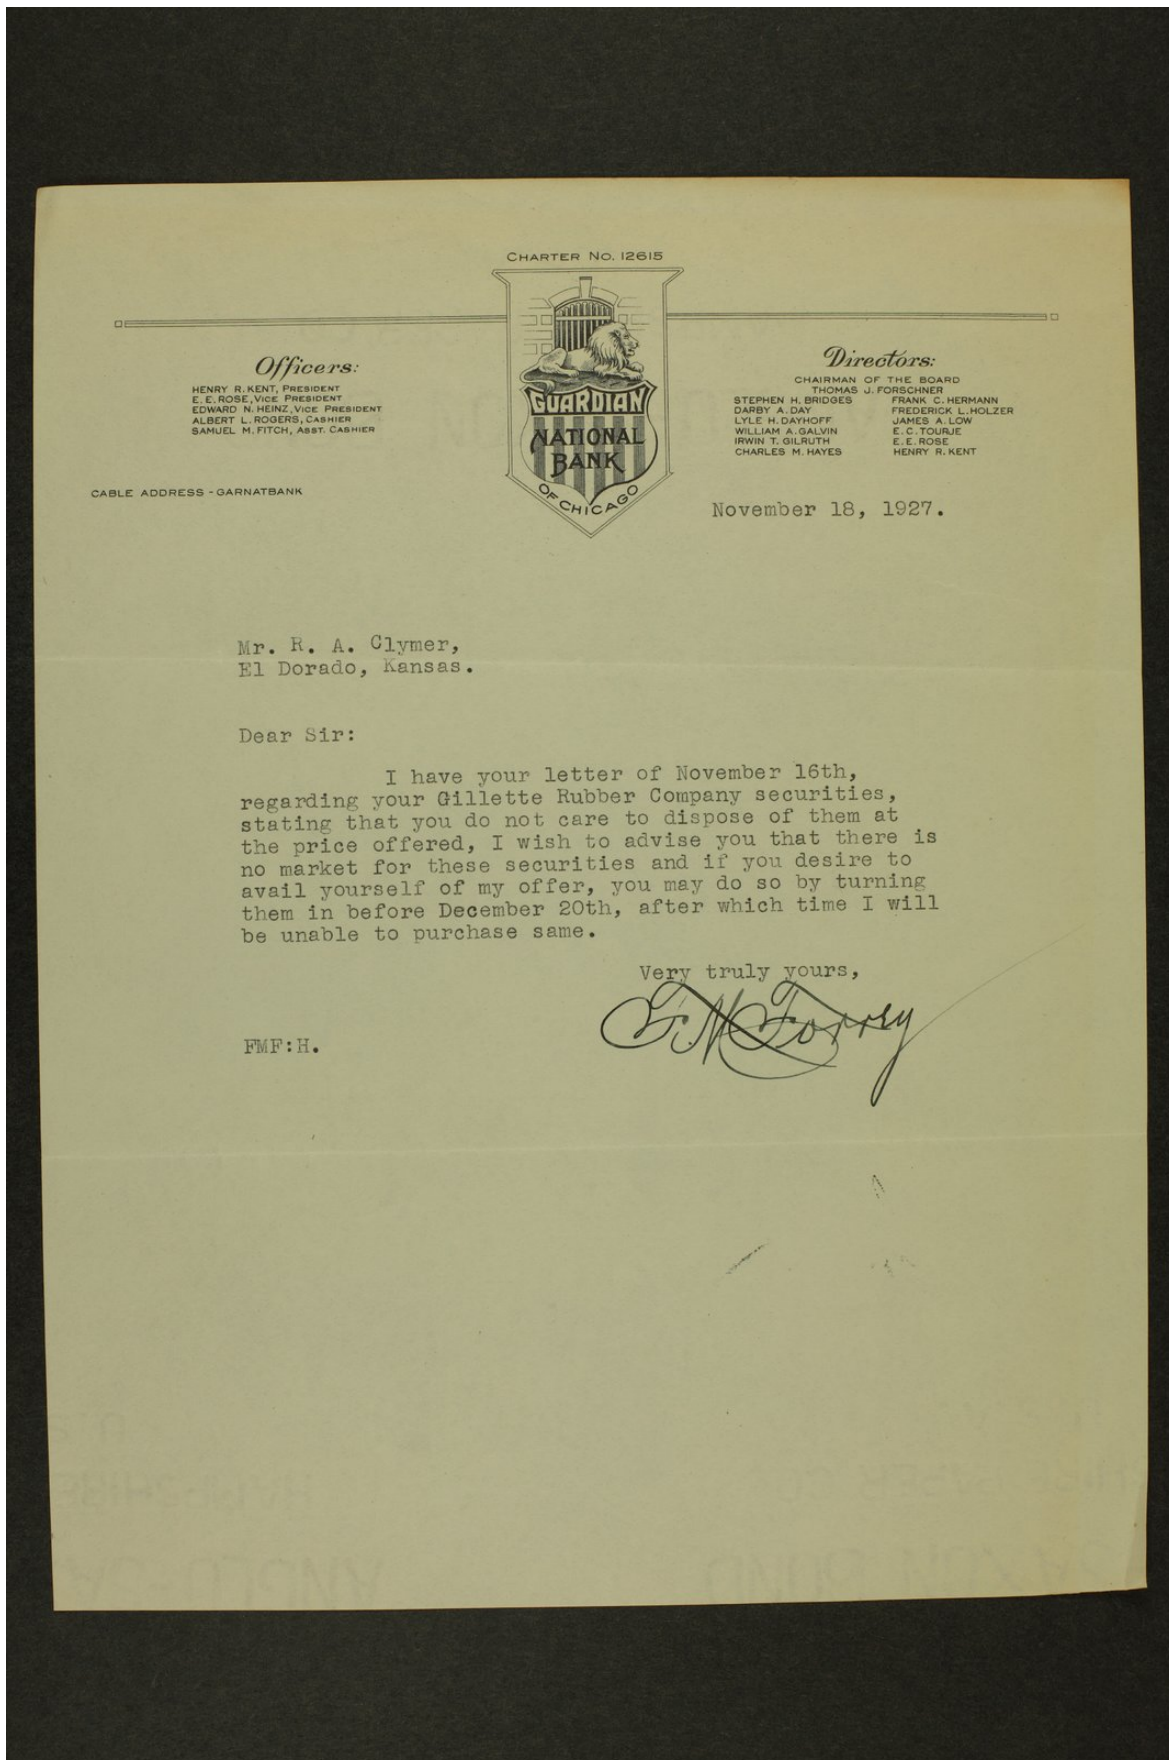 CHARTER No. 12615
GUARDIAN
NATIONAL
BANK
OF CHICAGO
Officers:
HENRY R. KENT, PRESIDENT
E. E. ROSE, VICE PRESIDENT
EDWARD N. HEINZ, VICE PRESIDENT
ALBERT L. ROGERS, CASHIER
SAMUEL M. FITCH, ASST. CASHIER
CABLE ADDRESS - GARNATBANK
Directors:
CHAIRMAN OF THE BOARD
THOMAS J. FORSCHNER
STEPHEN H. BRIDGES FRANK C. HERMANN
DARBY A. DAY FREDERICK L. HOLZER
LYLE H. DAYHOFF JAMES A. LOW
WILLIAM A. GALVIN E. C. TOURJE
IRWIN T. GILRUTH E. E. ROSE
CHARLES M. HAYES HENRY R. KENT
November 18, 1927.
Mr. R. A. Clymer,
El Dorado, Kansas.
Dear Sir:
I have your letter of November 16th,
regarding your Gillette Rubber Company securities,
stating that you do not care to dispose of them at
the price offered, I wish to advise you that there is
no market for these securities and if you desire to
avail yourself of my offer, you may do so by turning
them in before December 20th, after which time I will
be unable to purchase same.
Very truly yours,
F. M. Forrey
FMF:H.